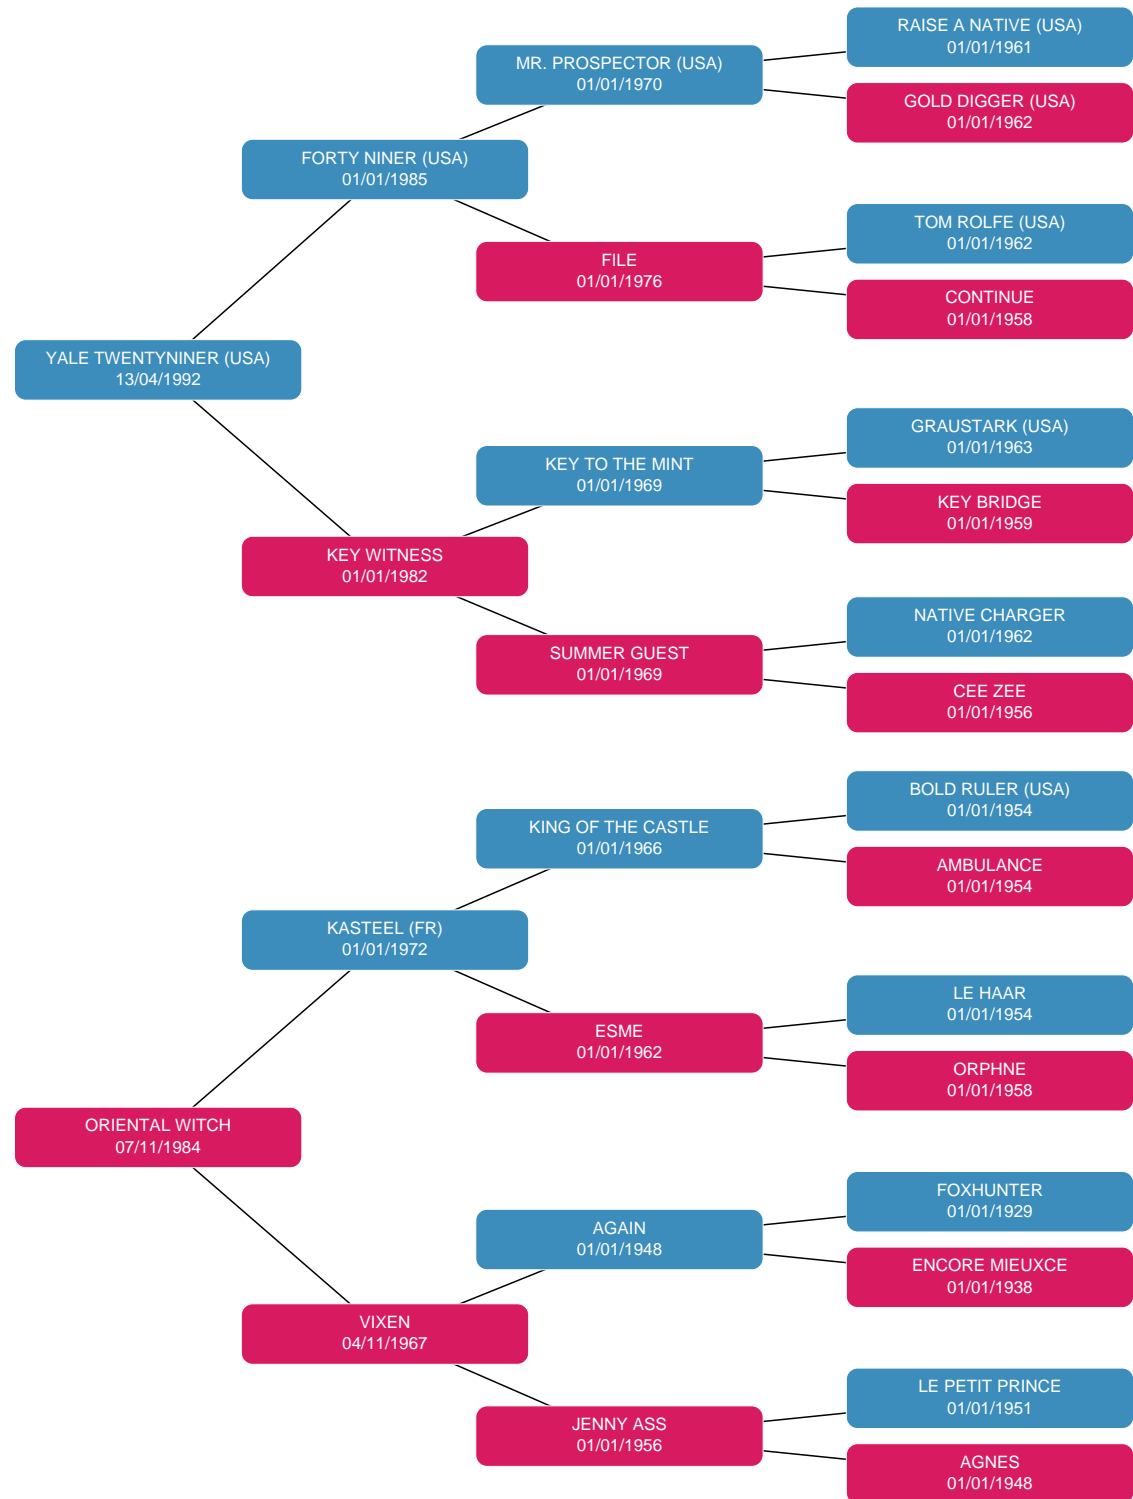 RAISE A NATIVE (USA)
01/01/1961
MR. PROSPECTOR (USA)
01/01/1970
GOLD DIGGER (USA)
01/01/1962
FORTY NINER (USA)
01/01/1985
TOM ROLFE (USA)
01/01/1962
FILE
01/01/1976
CONTINUE
01/01/1958
YALE TWENTYNINER (USA)
13/04/1992
GRAUSTARK (USA)
01/01/1963
KEY TO THE MINT
01/01/1969
KEY BRIDGE
01/01/1959
KEY WITNESS
01/01/1982
NATIVE CHARGER
01/01/1962
SUMMER GUEST
01/01/1969
CEE ZEE
01/01/1956
BOLD RULER (USA)
01/01/1954
KING OF THE CASTLE
01/01/1966
AMBULANCE
01/01/1954
KASTEEL (FR)
01/01/1972
LE HAAR
01/01/1954
ESME
01/01/1962
ORPHNE
01/01/1958
ORIENTAL WITCH
07/11/1984
FOXHUNTER
01/01/1929
AGAIN
01/01/1948
ENCORE MIEUXCE
01/01/1938
VIXEN
04/11/1967
LE PETIT PRINCE
01/01/1951
JENNY ASS
01/01/1956
AGNES
01/01/1948